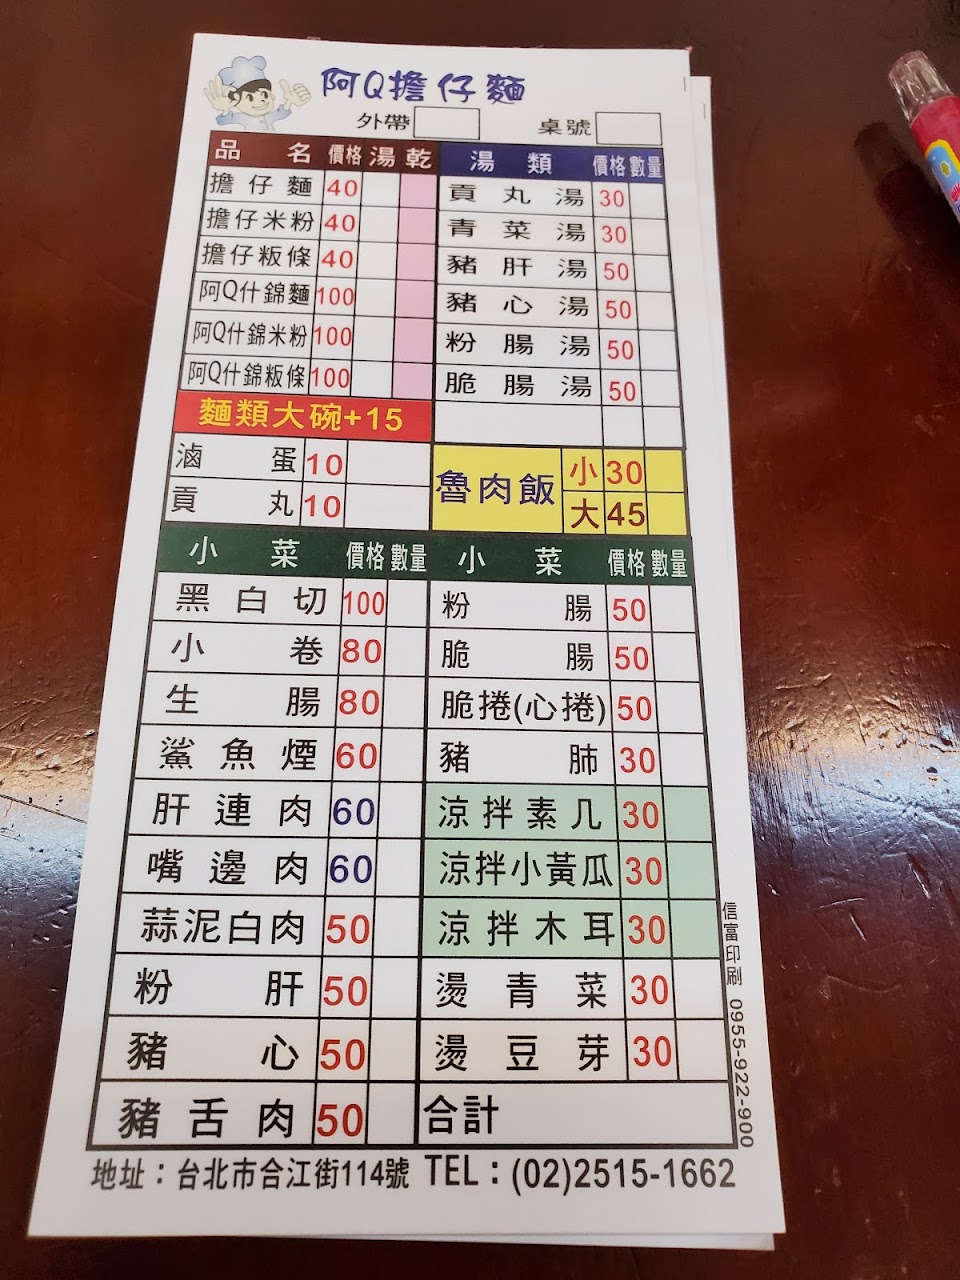 阿Q擔仔麵
外帶 桌號
品名 價格 湯 乾
擔仔麵 40
擔仔米粉 40
擔仔粄條 40
阿Q什錦麵 100
阿Q什錦米粉 100
阿Q什錦粄條 100
麵類大碗+15
滷蛋 10
貢丸 10
湯類 價格 數量
貢丸湯 30
青菜湯 30
豬肝湯 50
豬心湯 50
粉腸湯 50
脆腸湯 50
魯肉飯 小 30
大 45
小菜 價格 數量
黑白切 100
小卷 80
生腸 80
鯊魚煙 60
肝連肉 60
嘴邊肉 60
蒜泥白肉 50
粉肝 50
豬心 50
豬舌肉 50
小菜 價格 數量
粉腸 50
脆腸 50
脆捲(心捲) 50
豬肺 30
涼拌素几 30
涼拌小黃瓜 30
涼拌木耳 30
燙青菜 30
燙豆芽 30
合計
信富印刷 0955-922-900
地址：台北市合江街114號 TEL：(02)2515-1662